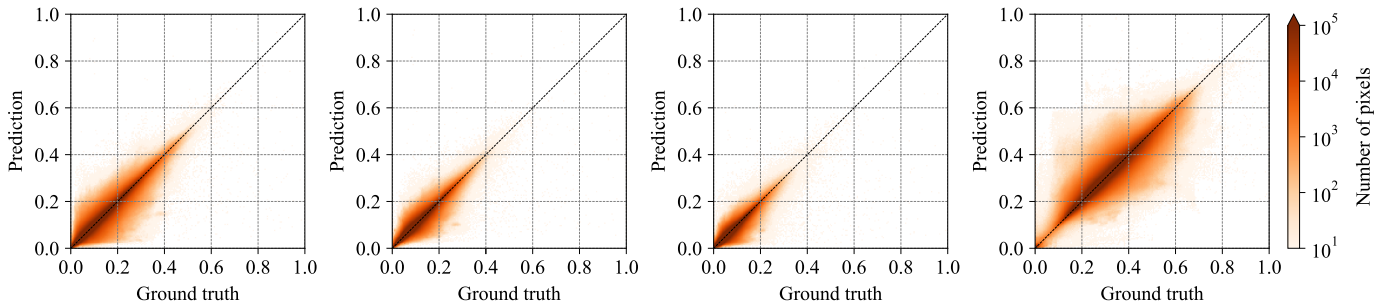 1.0 1.0 1.0 1.0 10^5
0.8 0.8 0.8 0.8
10^4
0.6 0.6 0.6 0.6
10^3
0.4 0.4 0.4 0.4
10^2
0.2 0.2 0.2 0.2
0.0 0.0 0.0 0.0 10^1
Prediction Prediction Prediction Prediction Number of pixels
0.0 0.2 0.4 0.6 0.8 1.0 0.0 0.2 0.4 0.6 0.8 1.0 0.0 0.2 0.4 0.6 0.8 1.0 0.0 0.2 0.4 0.6 0.8 1.0
Ground truth Ground truth Ground truth Ground truth